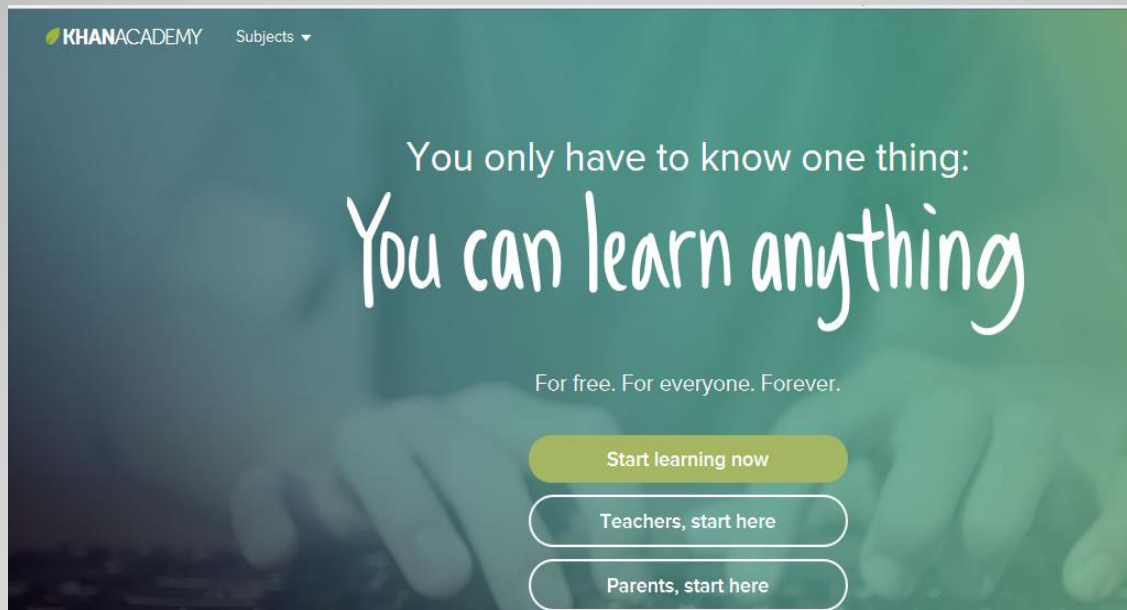 KHANACADEMY Subjects
You only have to know one thing:
You can learn anything
For free. For everyone. Forever.
Start learning now
Teachers, start here
Parents, start here